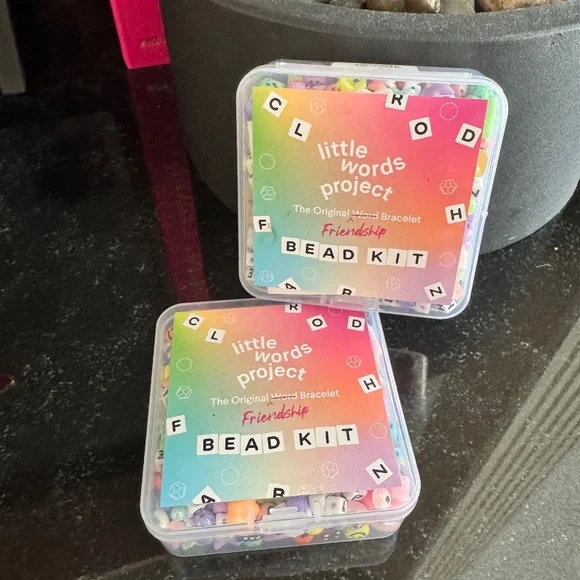 C L R O D
little
words
project
The Original Word Bracelet
Friendship
F H
BEAD KIT
A R N
C L R O D
little
words
project
The Original Word Bracelet
Friendship
F H
BEAD KIT
A R N